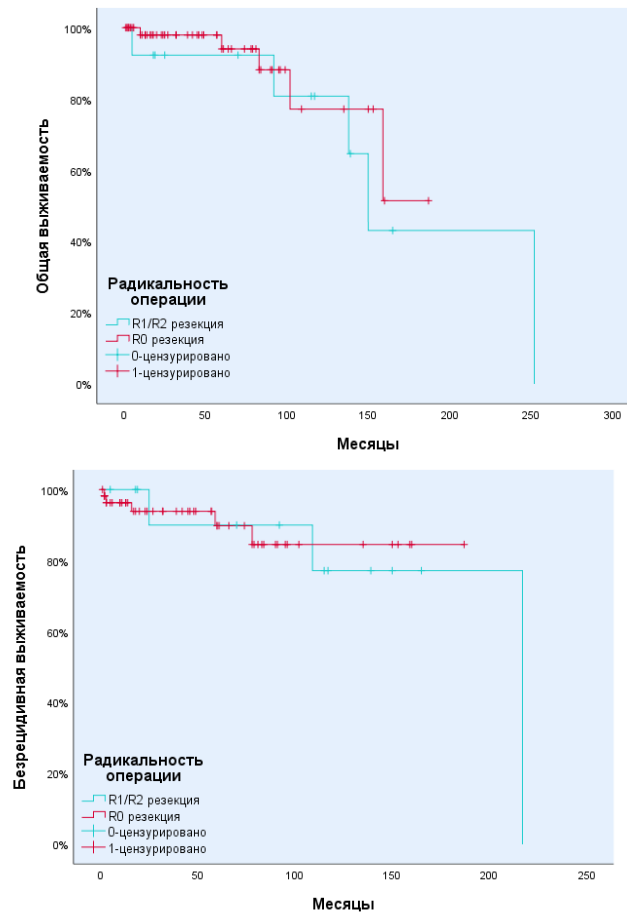 100%
80%
60%
40%
20%
0%
Общая выживаемость
Радикальность
операции
R1/R2 резекция
R0 резекция
0-цензурировано
1-цензурировано
0 50 100 150 200 250 300
Месяцы
100%
80%
60%
40%
20%
0%
Безрецидивная выживаемость
Радикальность
операции
R1/R2 резекция
R0 резекция
0-цензурировано
1-цензурировано
0 50 100 150 200 250
Месяцы